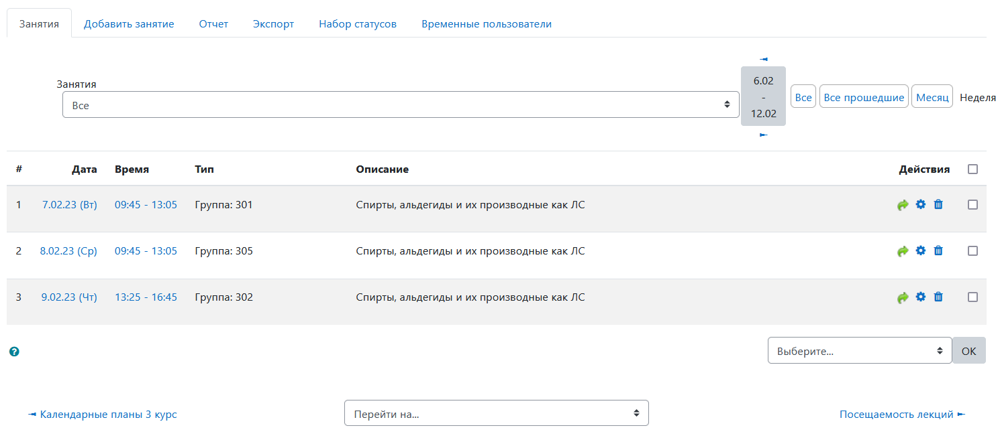 Занятия Добавить занятие Отчет Экспорт Набор статусов Временные пользователи
Занятия
Все
6.02
-
12.02
Все Все прошедшие Месяц Неделя
# Дата Время Тип Описание Действия
1 7.02.23 (Вт) 09:45 - 13:05 Группа: 301 Спирты, альдегиды и их производные как ЛС
2 8.02.23 (Ср) 09:45 - 13:05 Группа: 305 Спирты, альдегиды и их производные как ЛС
3 9.02.23 (Чт) 13:25 - 16:45 Группа: 302 Спирты, альдегиды и их производные как ЛС
? Выберите... OK
◄ Календарные планы 3 курс Перейти на... Посещаемость лекций ►